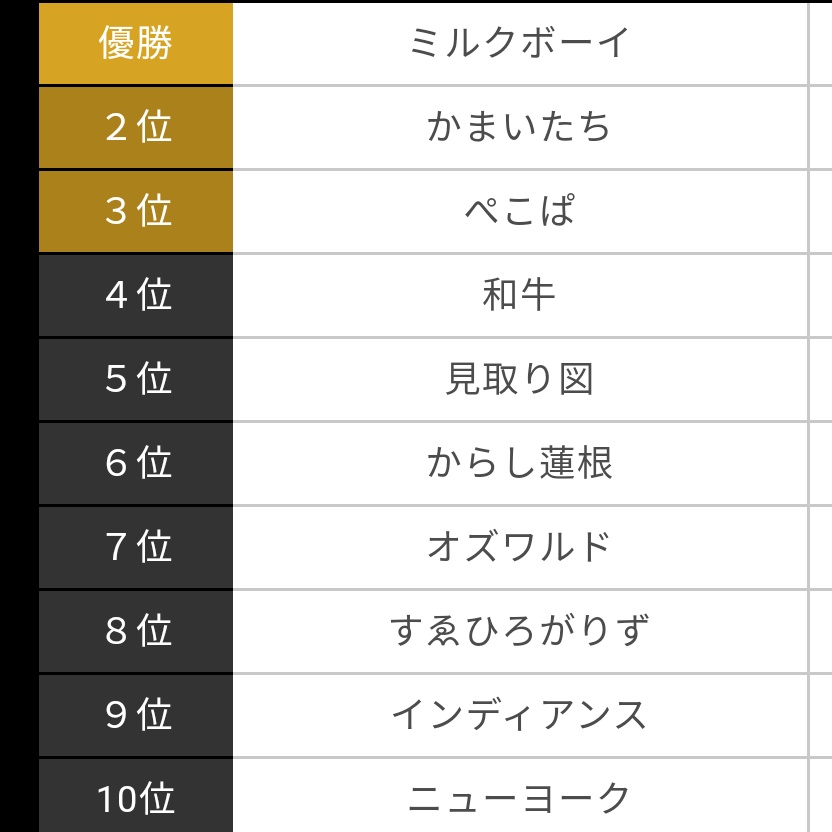 優勝 ミルクボーイ
２位 かまいたち
３位 ぺこぱ
４位 和牛
５位 見取り図
６位 からし蓮根
７位 オズワルド
８位 すゑひろがりず
９位 インディアンス
10位 ニューヨーク